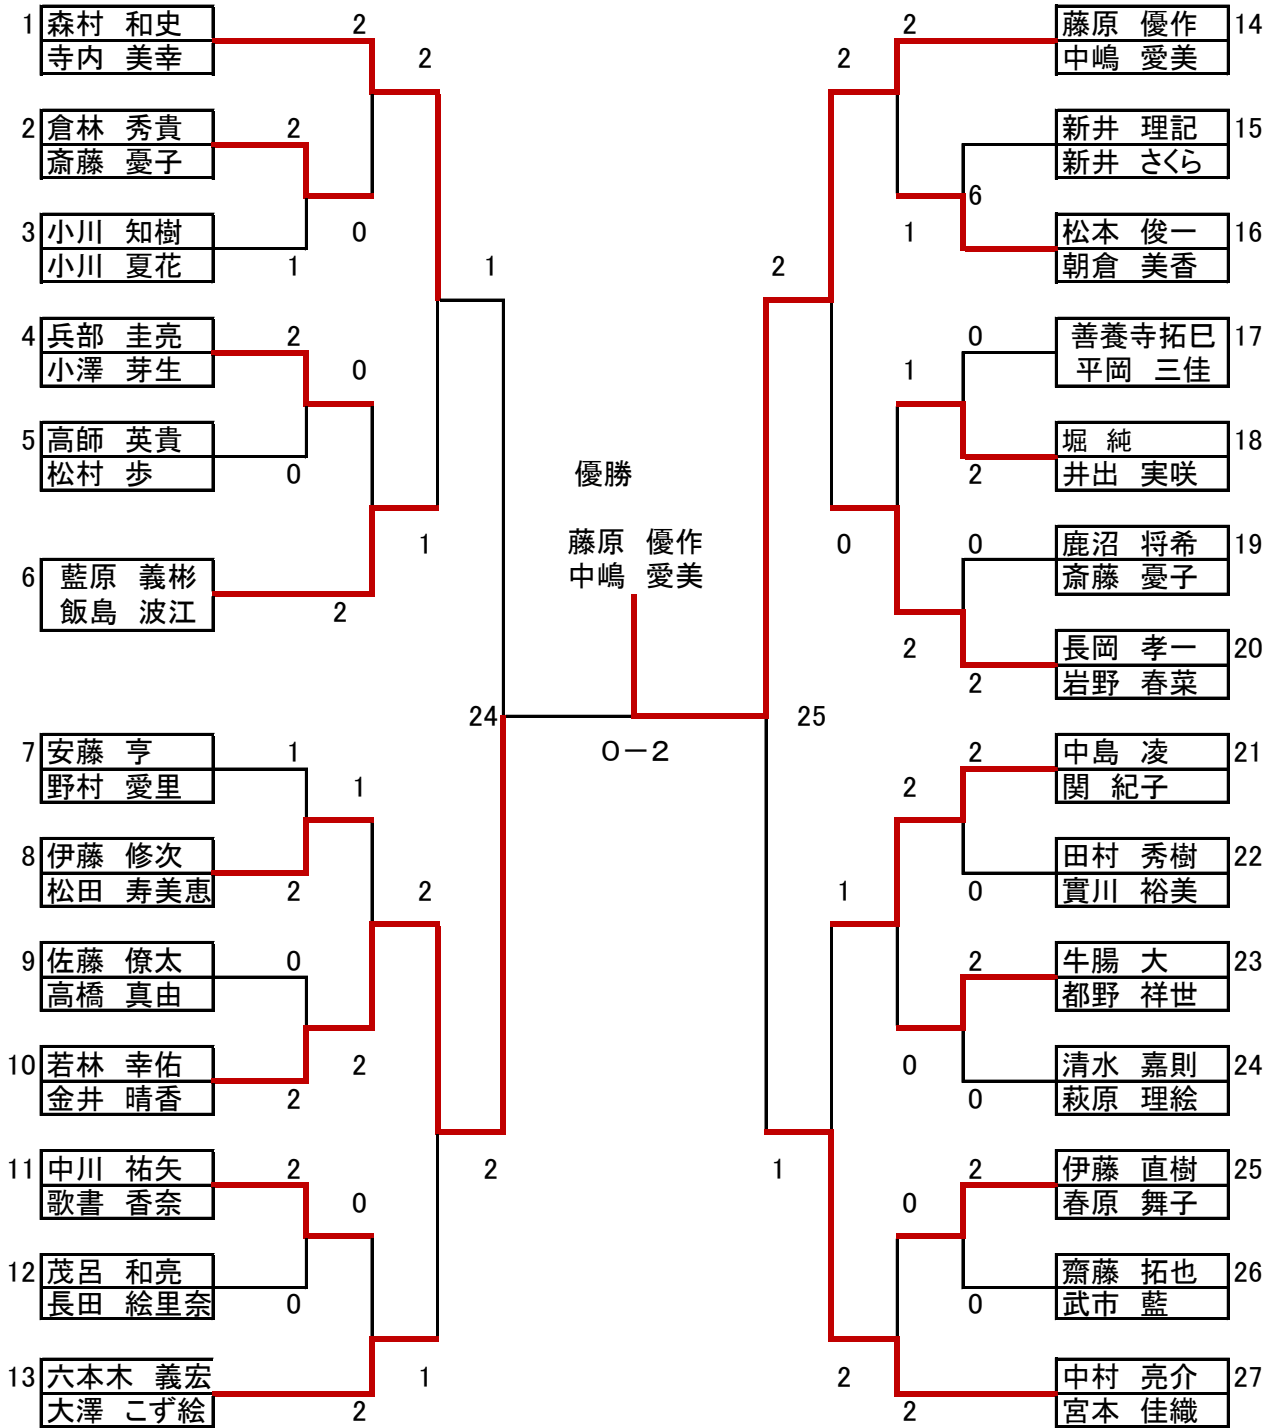 1 森村 和史 2
寺内 美幸
2
2 倉林 秀貴 2
斎藤 憂子
0
3 小川 知樹
小川 夏花 1
1
4 兵部 圭亮 2
小澤 芽生 0
5 高師 英貴
松村 歩 0
1
6 藍原 義彬
飯島 波江 2
24
7 安藤 亨 1
野村 愛里 1
8 伊藤 修次
松田 寿美恵 2
2
9 佐藤 僚太 0
高橋 真由
2
10 若林 幸佑
金井 晴香 2
2
11 中川 祐矢 2
歌書 香奈 0
12 茂呂 和亮
長田 絵里奈 0
1
13 六本木 義宏
大澤 こず絵 2
優勝
藤原 優作
中嶋 愛美
0－2
2 藤原 優作 14
中嶋 愛美
2
新井 理記 15
新井 さくら
6
1
松本 俊一 16
朝倉 美香
2
0 善養寺拓巳 17
平岡 三佳
1
堀 純 18
2 井出 実咲
0
0 鹿沼 将希 19
斎藤 憂子
2
長岡 孝一 20
2 岩野 春菜
25
2 中島 凌 21
関 紀子
2
田村 秀樹 22
0 實川 裕美
1
2 牛腸 大 23
都野 祥世
0
清水 嘉則 24
0 萩原 理絵
1
2 伊藤 直樹 25
春原 舞子
0
齋藤 拓也 26
0 武市 藍
2
中村 亮介 27
2 宮本 佳織